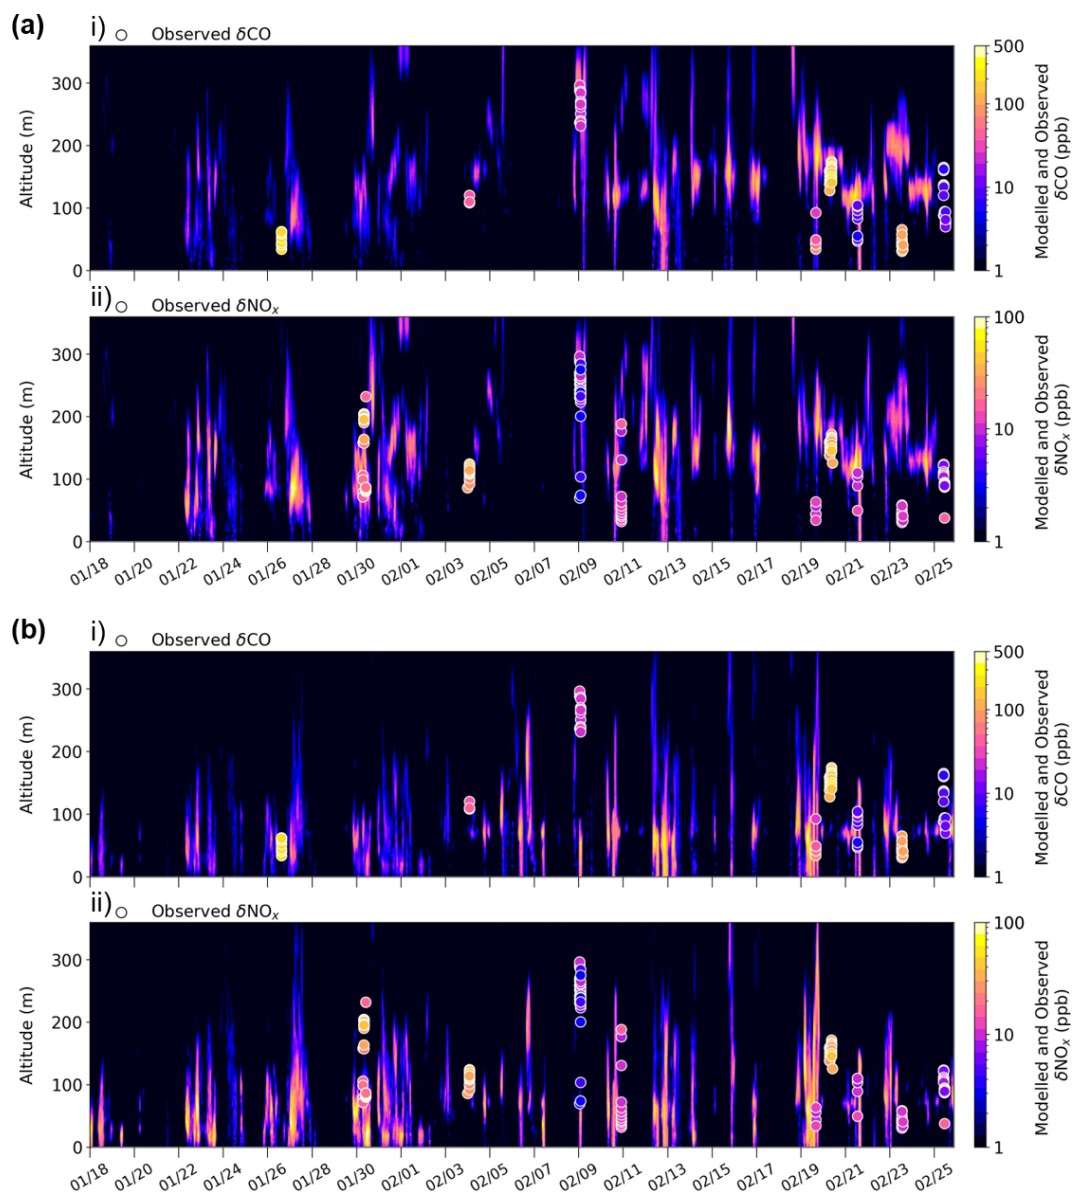 (a)
i) Observed δCO
300
200
100
0
Altitude (m)
500
100
10
1
Modelled and Observed
δCO (ppb)
ii) Observed δNOₓ
300
200
100
0
Altitude (m)
100
10
1
Modelled and Observed
δNOₓ (ppb)
01/18 01/20 01/22 01/24 01/26 01/28 01/30 02/01 02/03 02/05 02/07 02/09 02/11 02/13 02/15 02/17 02/19 02/21 02/23 02/25
(b)
i) Observed δCO
300
200
100
0
Altitude (m)
500
100
10
1
Modelled and Observed
δCO (ppb)
ii) Observed δNOₓ
300
200
100
0
Altitude (m)
100
10
1
Modelled and Observed
δNOₓ (ppb)
01/18 01/20 01/22 01/24 01/26 01/28 01/30 02/01 02/03 02/05 02/07 02/09 02/11 02/13 02/15 02/17 02/19 02/21 02/23 02/25